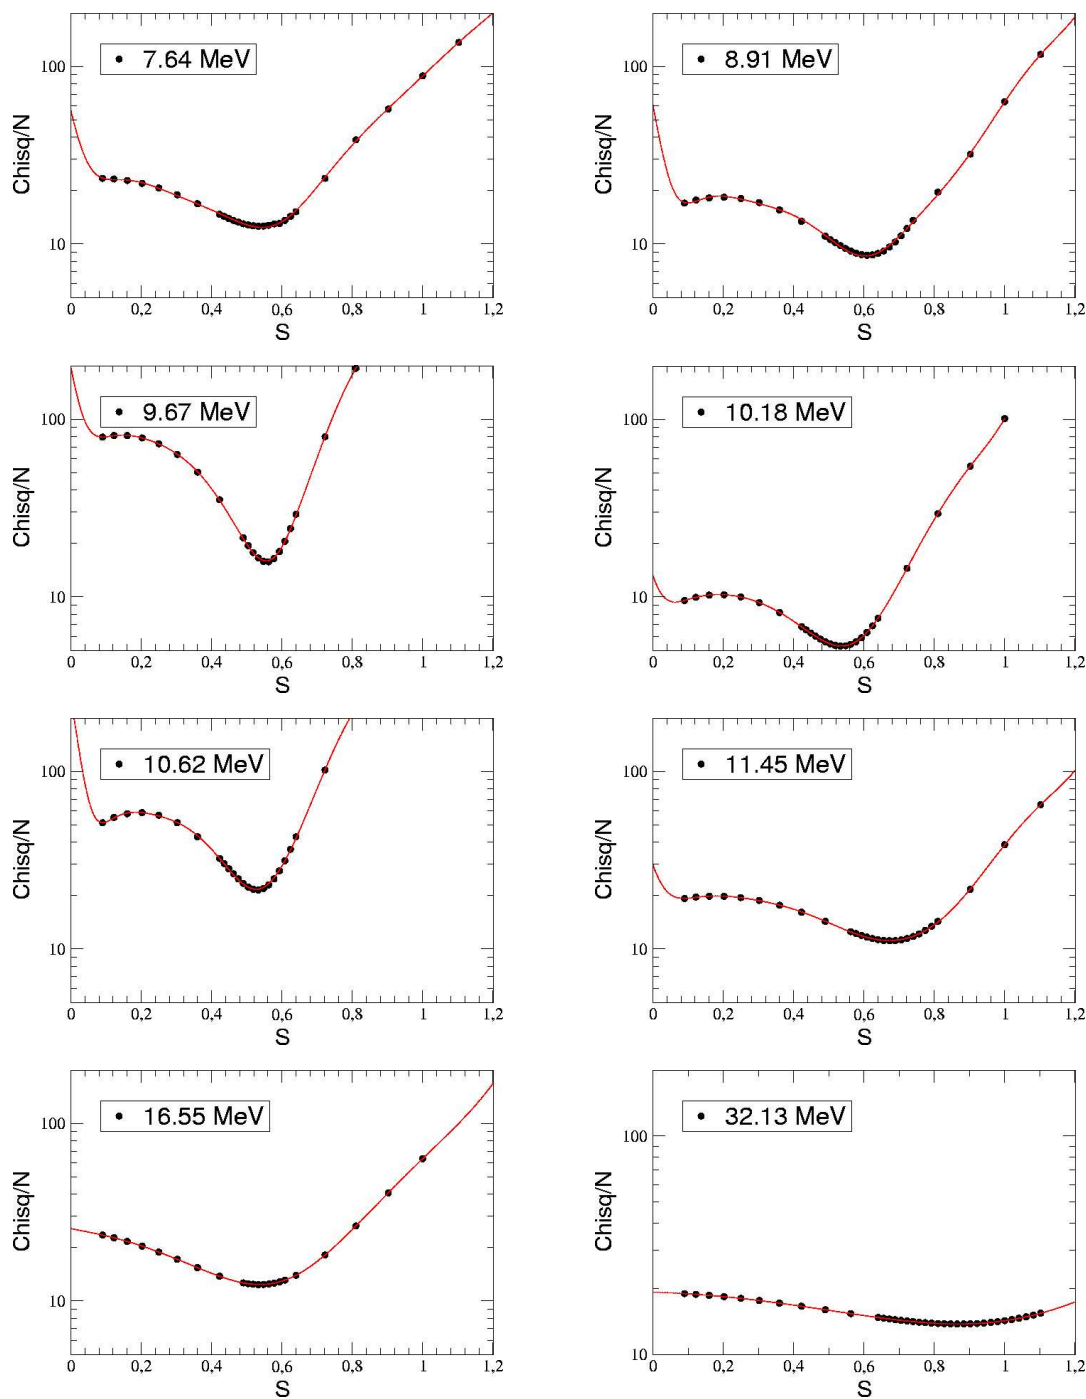 7.64 MeV
100
10
Chisq/N
0 0,2 0,4 0,6 0,8 1 1,2
S
8.91 MeV
100
10
Chisq/N
0 0,2 0,4 0,6 0,8 1 1,2
S
9.67 MeV
100
10
Chisq/N
0 0,2 0,4 0,6 0,8 1 1,2
S
10.18 MeV
100
10
Chisq/N
0 0,2 0,4 0,6 0,8 1 1,2
S
10.62 MeV
100
10
Chisq/N
0 0,2 0,4 0,6 0,8 1 1,2
S
11.45 MeV
100
10
Chisq/N
0 0,2 0,4 0,6 0,8 1 1,2
S
16.55 MeV
100
10
Chisq/N
0 0,2 0,4 0,6 0,8 1 1,2
S
32.13 MeV
100
10
Chisq/N
0 0,2 0,4 0,6 0,8 1 1,2
S